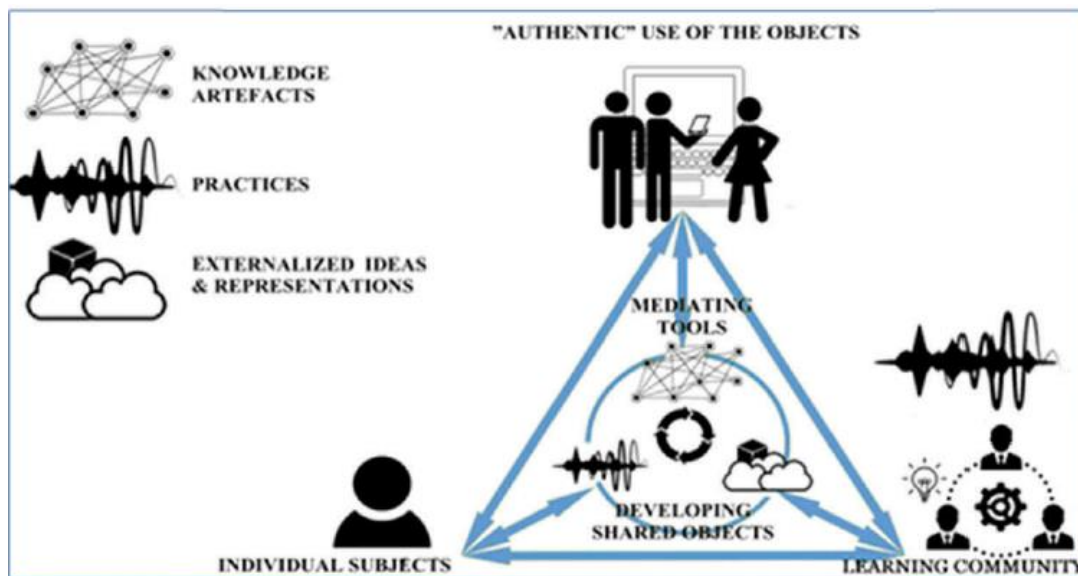 ”AUTHENTIC” USE OF THE OBJECTS
KNOWLEDGE
ARTEFACTS
PRACTICES
EXTERNALIZED IDEAS
& REPRESENTATIONS
MEDIATING
TOOLS
DEVELOPING
SHARED OBJECTS
INDIVIDUAL SUBJECTS
LEARNING COMMUNITY